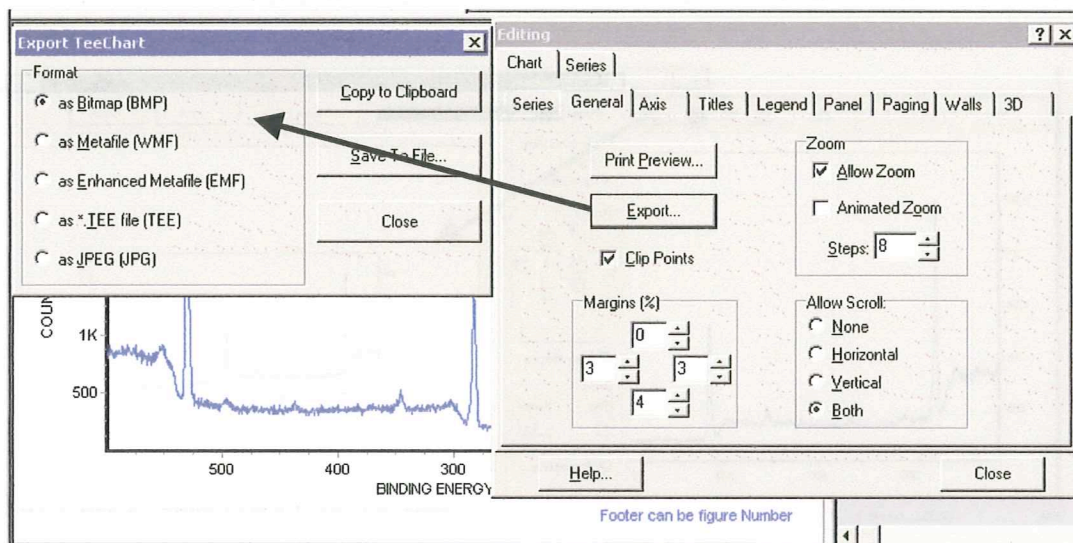 Export TeeChart
Format
as Bitmap (BMP)
as Metafile (WMF)
as Enhanced Metafile (EMF)
as *.TEE file (TEE)
as JPEG (JPG)
Copy to Clipboard
Save To File...
Close
Editing
Chart
Series
Series
General
Axis
Titles
Legend
Panel
Paging
Walls
3D
Print Preview...
Export...
Clip Points
Zoom
Allow Zoom
Animated Zoom
Steps: 8
Margins (%)
0
3
3
4
Allow Scroll:
None
Horizontal
Vertical
Both
Help...
Close
COUN
1K
500
500
400
300
BINDING ENERGY
Footer can be figure Number